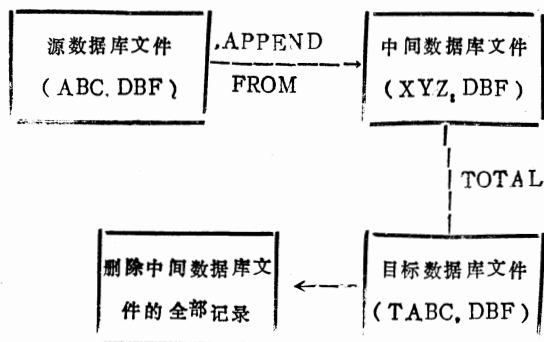 源数据库文件
(ABC.DBF)
.APPEND
FROM
中间数据库文件
(XYZ.DBF)
TOTAL
目标数据库文件
(TABC.DBF)
删除中间数据库文
件的全部记录